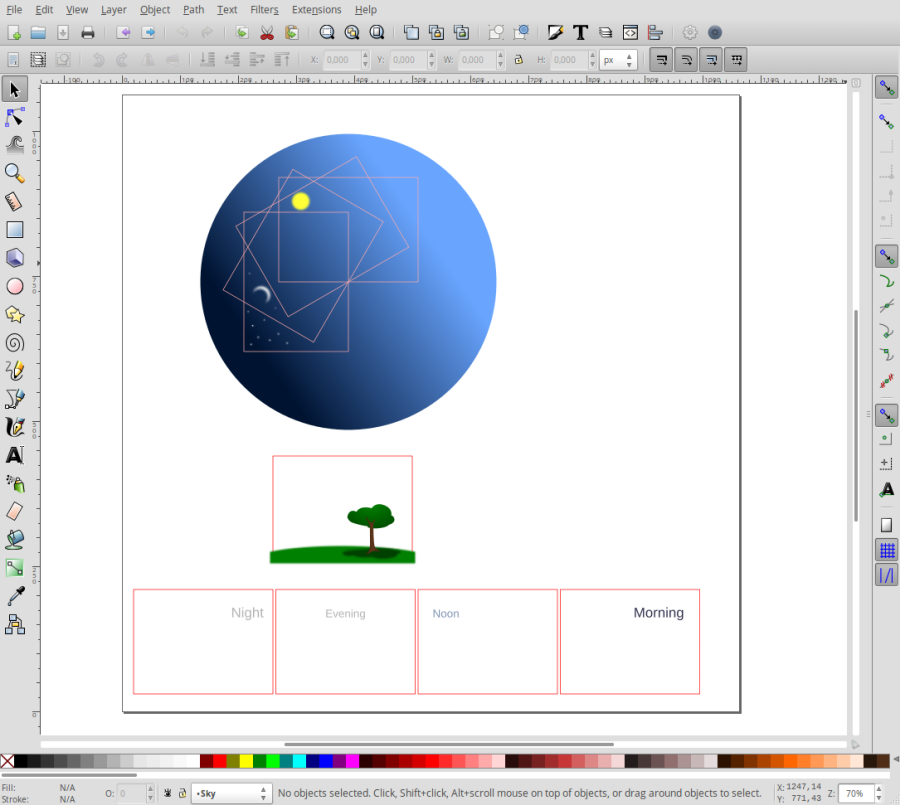 File Edit View Layer Object Path Text Filters Extensions Help
X: 0,000 Y: 0,000 W: 0,000 H: 0,000 px
Night Evening Noon Morning
Fill: N/A O: 0 •Sky No objects selected. Click, Shift+click, Alt+scroll mouse on top of objects, or drag around objects to select. X: 1247,14 Z: 70%
Stroke: N/A Y: 771,43